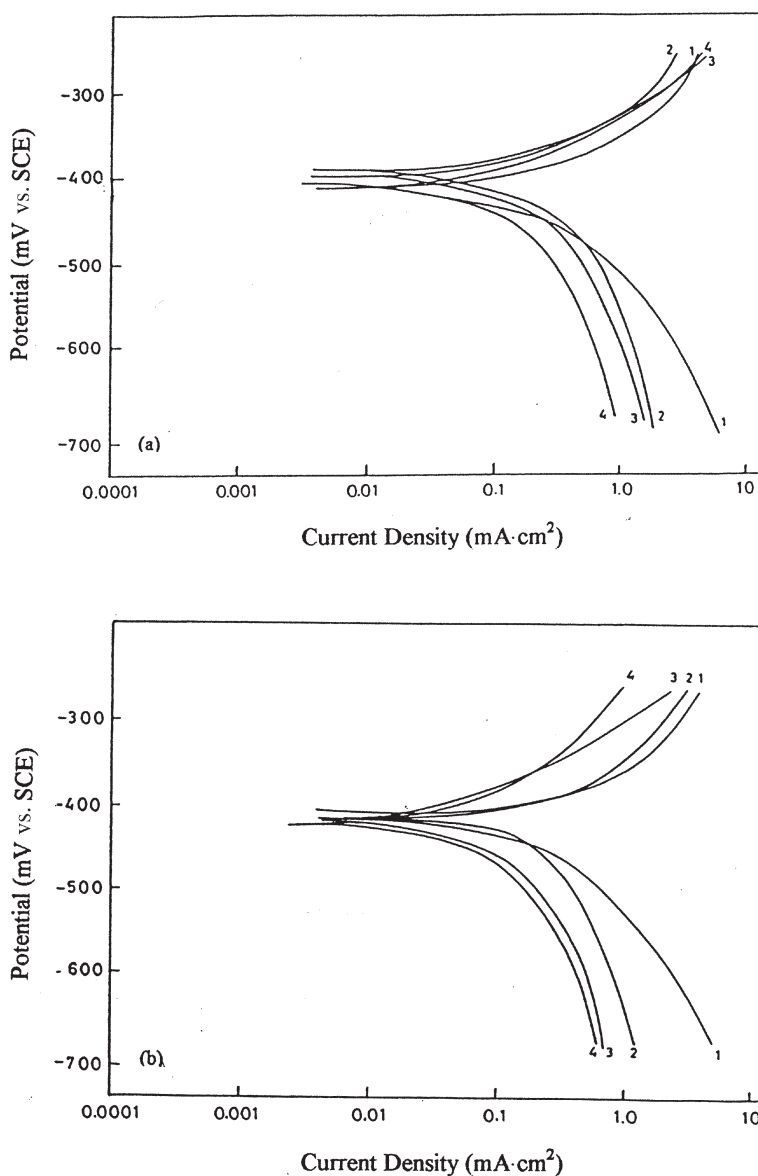 2 1 4
3
-300
-400
-500
-600
-700
Potential (mV vs. SCE)
4 3 2 1
(a)
0.0001 0.001 0.01 0.1 1.0 10
Current Density (mA·cm²)
4 3 2 1
-300
-400
-500
-600
-700
Potential (mV vs. SCE)
4 3 2 1
(b)
0.0001 0.001 0.01 0.1 1.0 10
Current Density (mA·cm²)